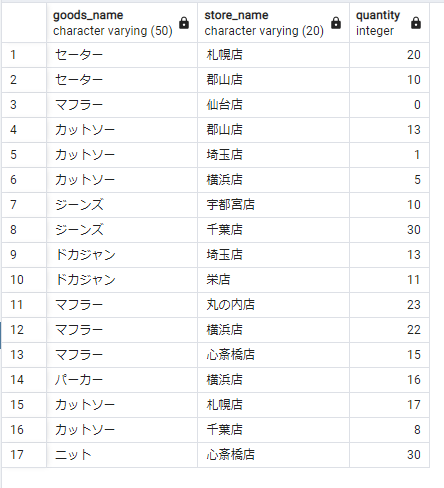 goods_name store_name quantity
character varying (50) character varying (20) integer
1 セーター 札幌店 20
2 セーター 郡山店 10
3 マフラー 仙台店 0
4 カットソー 郡山店 13
5 カットソー 埼玉店 1
6 カットソー 横浜店 5
7 ジーンズ 宇都宮店 10
8 ジーンズ 千葉店 30
9 ドカジャン 埼玉店 13
10 ドカジャン 栄店 11
11 マフラー 丸の内店 23
12 マフラー 横浜店 22
13 マフラー 心斎橋店 15
14 パーカー 横浜店 16
15 カットソー 札幌店 17
16 カットソー 千葉店 8
17 ニット 心斎橋店 30